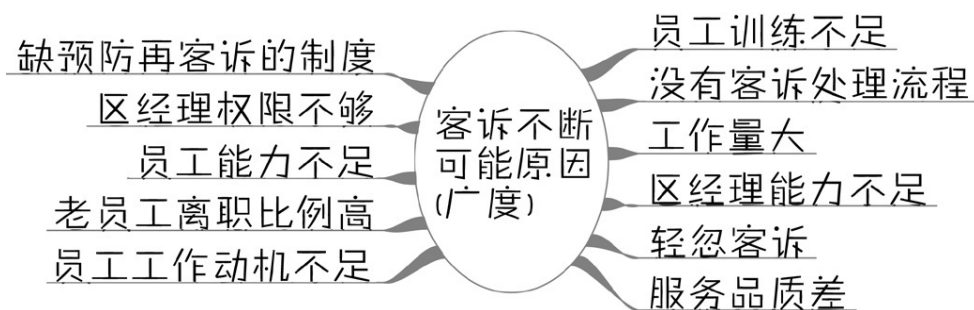 客诉不断
可能原因
(广度)
员工训练不足
没有客诉处理流程
工作量大
区经理能力不足
轻忽客诉
服务品质差
缺预防再客诉的制度
区经理权限不够
员工能力不足
老员工离职比例高
员工工作动机不足